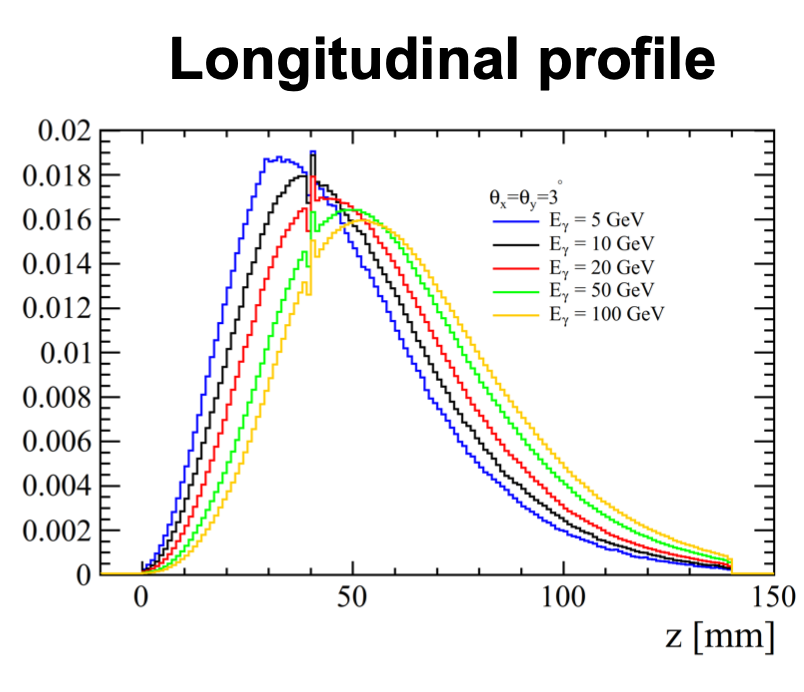 Longitudinal profile
0.02
0.018
0.016
0.014
0.012
0.01
0.008
0.006
0.004
0.002
0
θx=θy=3°
Eγ = 5 GeV
Eγ = 10 GeV
Eγ = 20 GeV
Eγ = 50 GeV
Eγ = 100 GeV
0 50 100 150
z [mm]